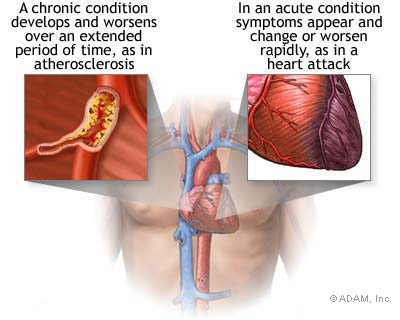 A chronic condition
develops and worsens
over an extended
period of time, as in
atherosclerosis
In an acute condition
symptoms appear and
change or worsen
rapidly, as in a
heart attack
© ADAM, Inc.